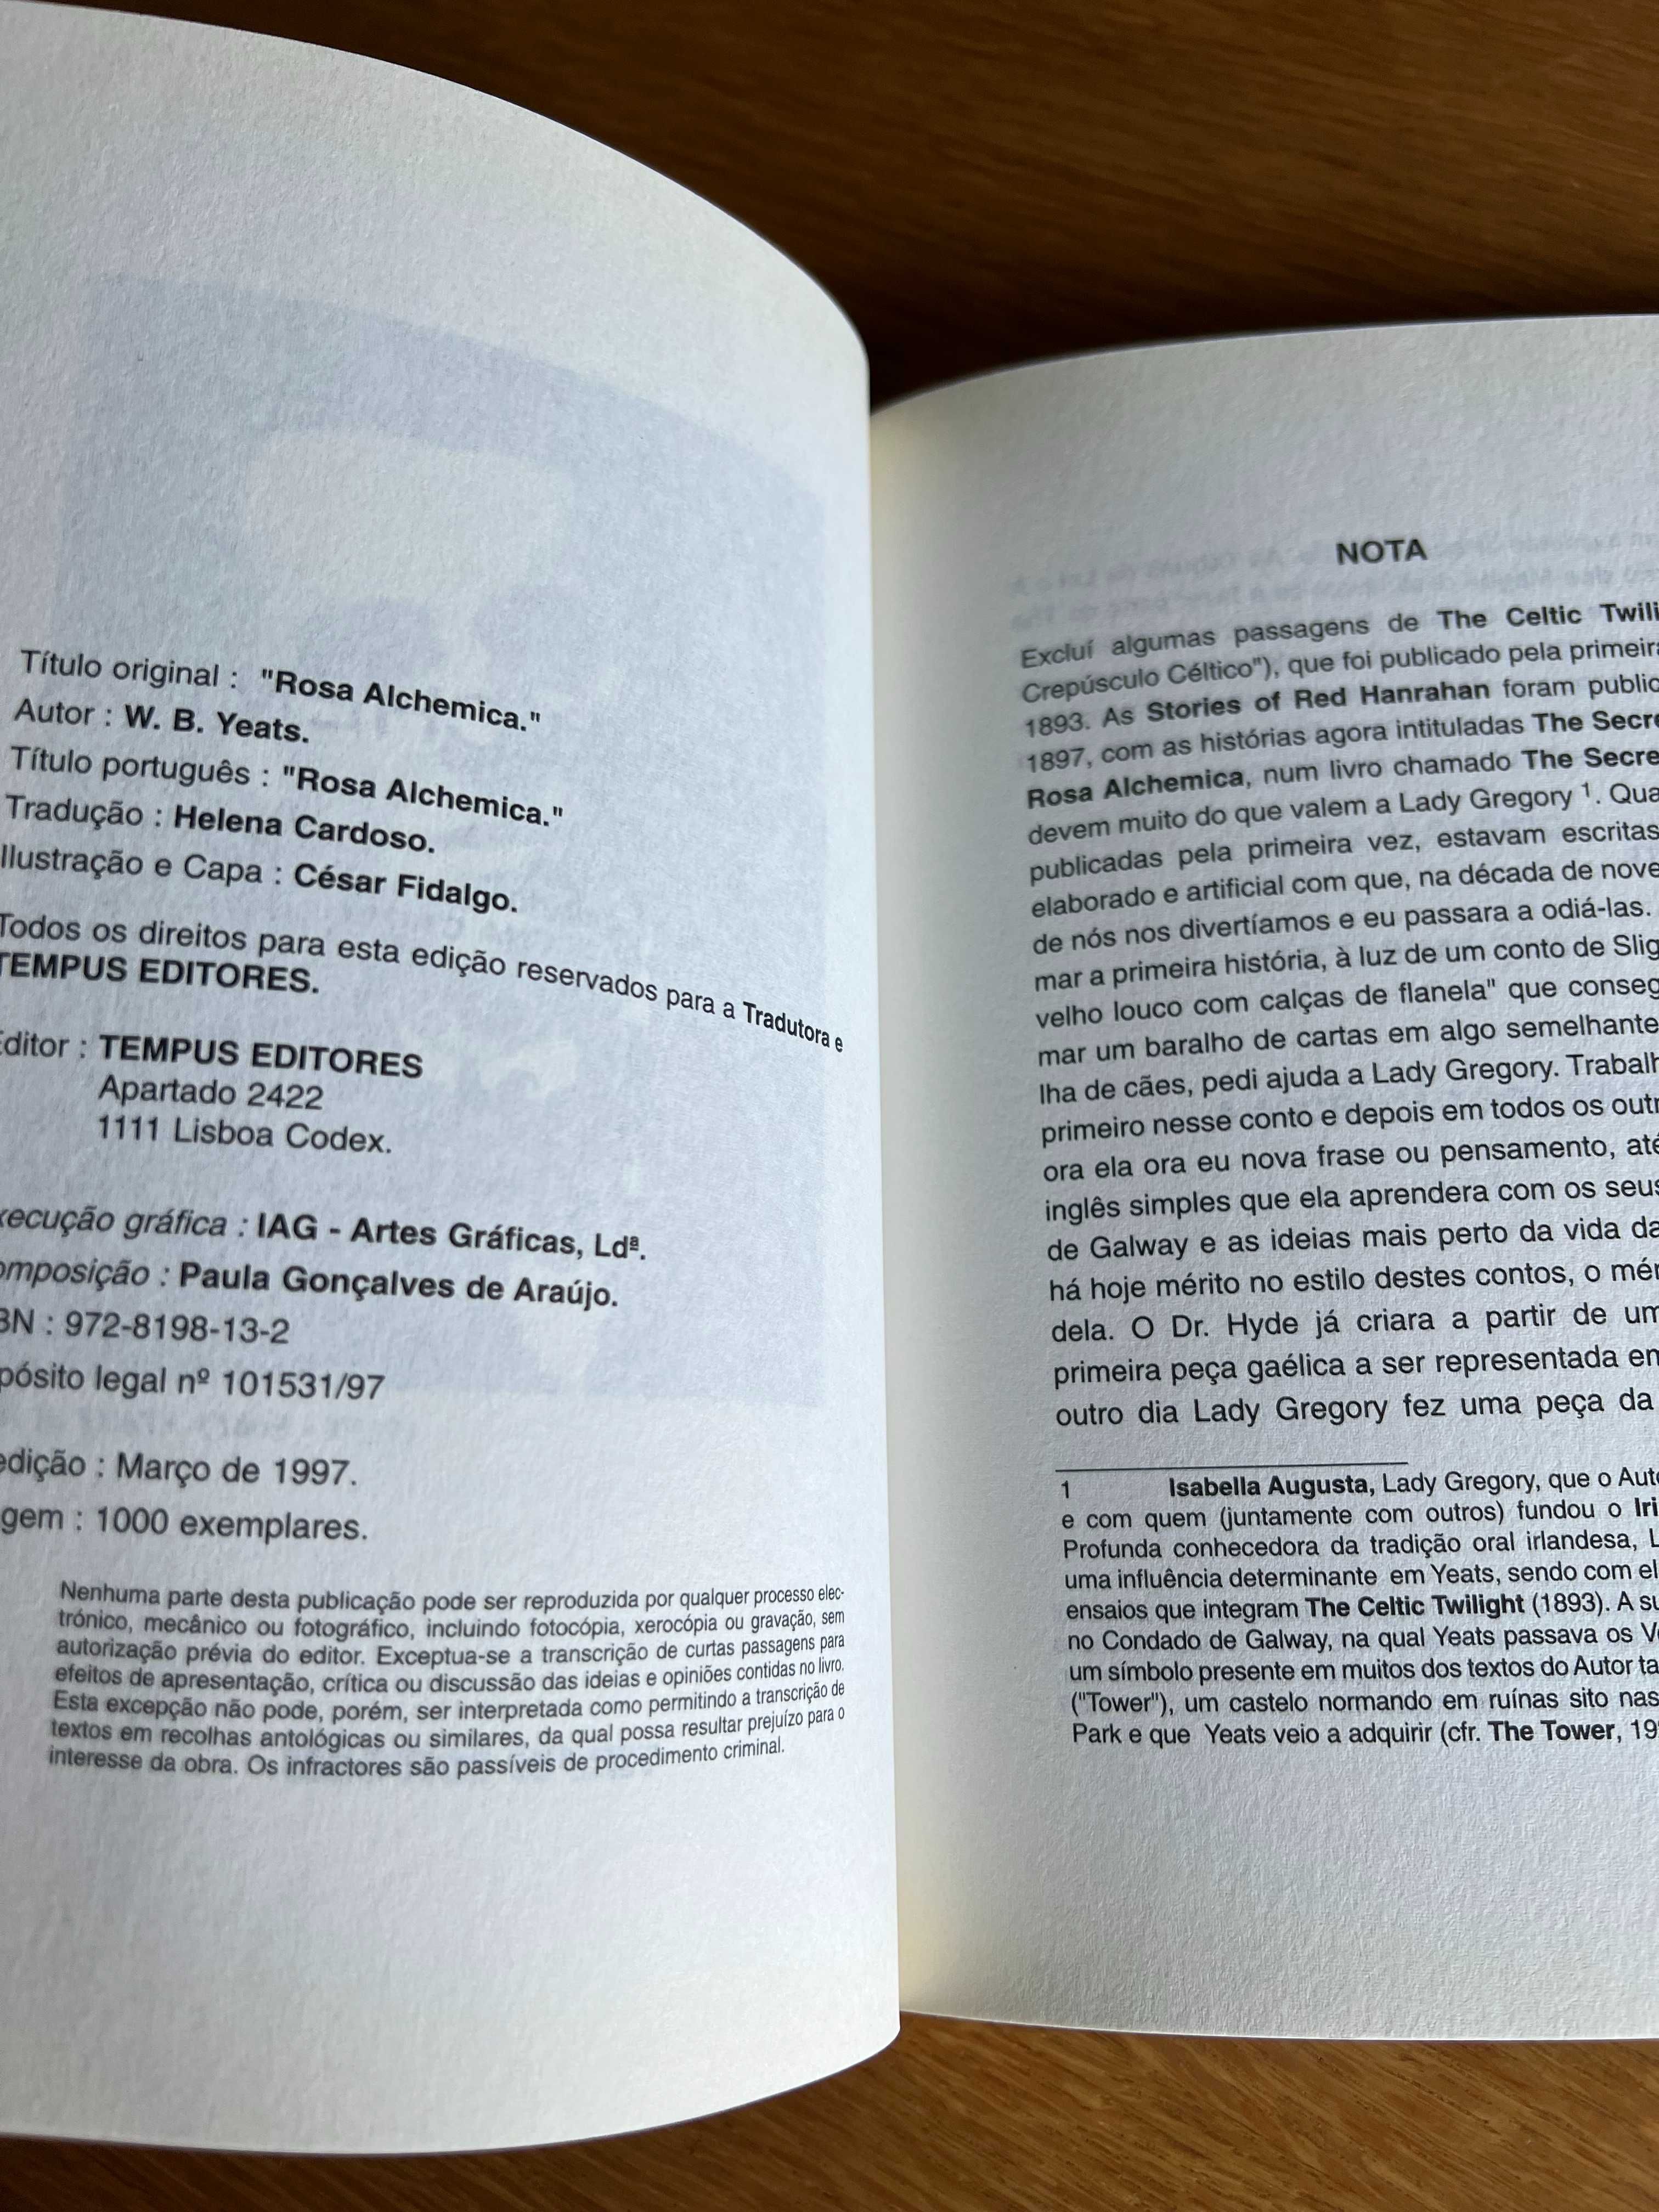 Título original : "Rosa Alchemica."
Autor : W. B. Yeats.
Título português : "Rosa Alchemica."
Tradução : Helena Cardoso.
Ilustração e Capa : César Fidalgo.
Todos os direitos para esta edição reservados para a Tradutora e
TEMPUS EDITORES.
Editor : TEMPUS EDITORES
Apartado 2422
1111 Lisboa Codex.
xecução gráfica : IAG - Artes Gráficas, Ldª.
omposição : Paula Gonçalves de Araújo.
BN : 972-8198-13-2
pósito legal nº 101531/97
edição : Março de 1997.
gem : 1000 exemplares.
Nenhuma parte desta publicação pode ser reproduzida por qualquer processo elec-
trónico, mecânico ou fotográfico, incluindo fotocópia, xerocópia ou gravação, sem
autorização prévia do editor. Exceptua-se a transcrição de curtas passagens para
efeitos de apresentação, crítica ou discussão das ideias e opiniões contidas no livro.
Esta excepção não pode, porém, ser interpretada como permitindo a transcrição de
textos em recolhas antológicas ou similares, da qual possa resultar prejuízo para o
interesse da obra. Os infractores são passíveis de procedimento criminal.
NOTA
Excluí algumas passagens de The Celtic Twili
Crepúsculo Céltico"), que foi publicado pela primeira
1893. As Stories of Red Hanrahan foram public
1897, com as histórias agora intituladas The Secre
Rosa Alchemica, num livro chamado The Secre
devem muito do que valem a Lady Gregory ¹. Qua
publicadas pela primeira vez, estavam escritas
elaborado e artificial com que, na década de nove
de nós nos divertíamos e eu passara a odiá-las.
mar a primeira história, à luz de um conto de Slig
velho louco com calças de flanela" que conseg
mar um baralho de cartas em algo semelhante
lha de cães, pedi ajuda a Lady Gregory. Trabalh
primeiro nesse conto e depois em todos os outr
ora ela ora eu nova frase ou pensamento, até
inglês simples que ela aprendera com os seus
de Galway e as ideias mais perto da vida da
há hoje mérito no estilo destes contos, o mér
dela. O Dr. Hyde já criara a partir de um
primeira peça gaélica a ser representada em
outro dia Lady Gregory fez uma peça da
1 Isabella Augusta, Lady Gregory, que o Auto
e com quem (juntamente com outros) fundou o Iri
Profunda conhecedora da tradição oral irlandesa, L
uma influência determinante em Yeats, sendo com el
ensaios que integram The Celtic Twilight (1893). A su
no Condado de Galway, na qual Yeats passava os Ve
um símbolo presente em muitos dos textos do Autor ta
("Tower"), um castelo normando em ruínas sito nas
Park e que Yeats veio a adquirir (cfr. The Tower, 19